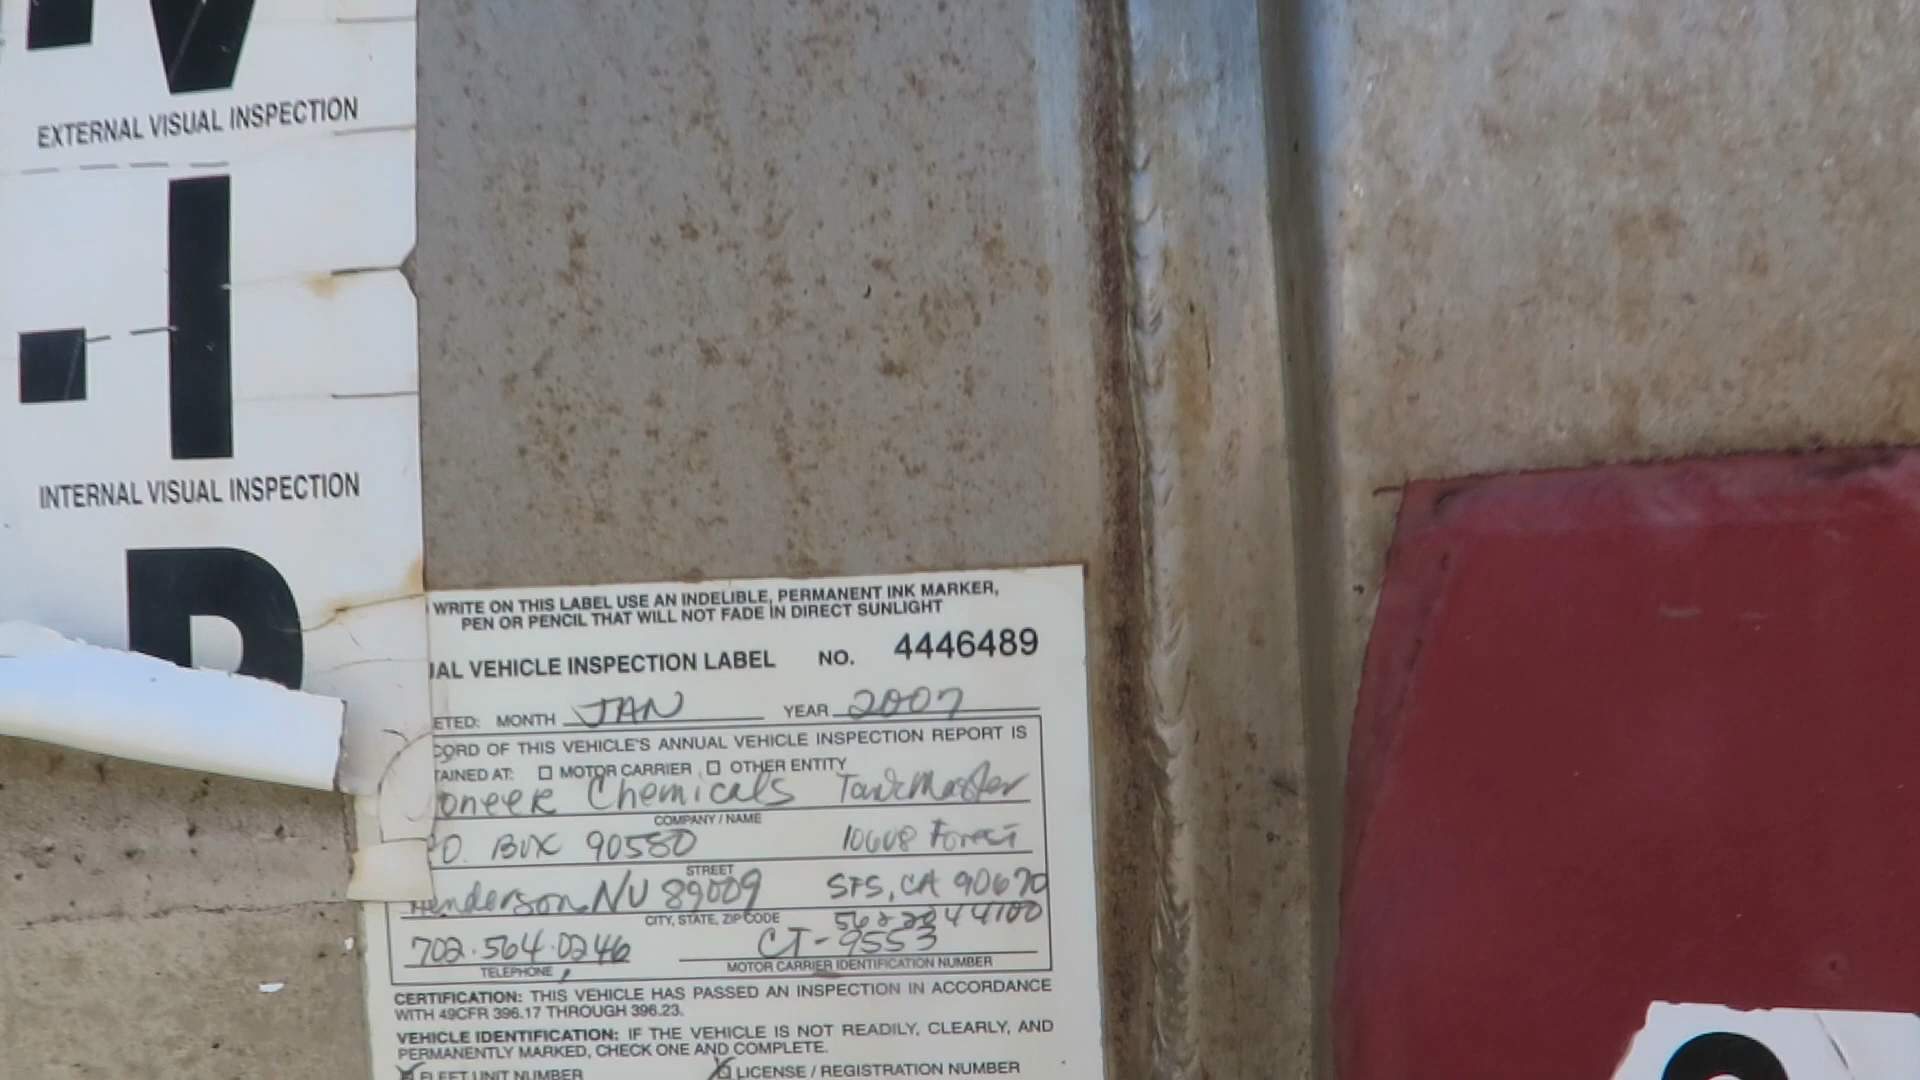 V
EXTERNAL VISUAL INSPECTION
I
INTERNAL VISUAL INSPECTION
P
WRITE ON THIS LABEL USE AN INDELIBLE, PERMANENT INK MARKER,
PEN OR PENCIL THAT WILL NOT FADE IN DIRECT SUNLIGHT
UAL VEHICLE INSPECTION LABEL NO. 4446489
ETED: MONTH JAN YEAR 2007
CORD OF THIS VEHICLE'S ANNUAL VEHICLE INSPECTION REPORT IS
TAINED AT: MOTOR CARRIER OTHER ENTITY
oneer Chemicals TankMaster
COMPANY / NAME
P.O. BOX 90580 10608 Forest
STREET
Henderson, NV 89009 SFS, CA 90670
CITY, STATE, ZIP CODE
702.564.0246 CT-9553
TELEPHONE MOTOR CARRIER IDENTIFICATION NUMBER
CERTIFICATION: THIS VEHICLE HAS PASSED AN INSPECTION IN ACCORDANCE
WITH 49CFR 396.17 THROUGH 396.23.
VEHICLE IDENTIFICATION: IF THE VEHICLE IS NOT READILY, CLEARLY, AND
PERMANENTLY MARKED, CHECK ONE AND COMPLETE.
FLEET UNIT NUMBER LICENSE / REGISTRATION NUMBER